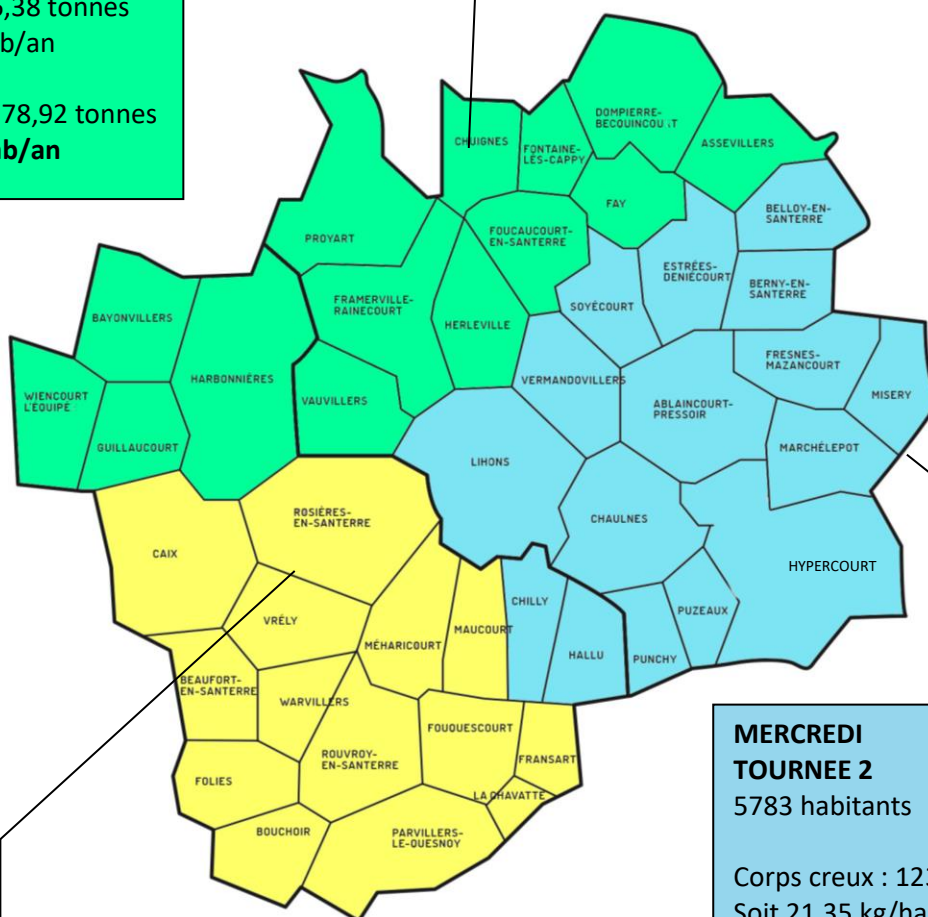 ,38 tonnes
b/an
78,92 tonnes
ab/an
CHUIGNES
FONTAINE-
LÈS-CAPPY
DOMPIERRE-
BECQUINCOURT
ASSEVILLERS
FAY
BELLOY-EN-
SANTERRE
PROYART
FOUCAUCOURT-
EN-SANTERRE
ESTRÉES-
DENIÉCOURT
BERNY-EN-
SANTERRE
SOYÉCOURT
BAYONVILLERS
FRAMERVILLE-
RAINECOURT
HERLEVILLE
FRESNES-
MAZANCOURT
MISERY
WIENCOURT
L'ÉQUIPÉE
HARBONNIÈRES
VAUVILLERS
VERMANDOVILLERS
ABLAINCOURT-
PRESSOIR
GUILLAUCOURT
LIHONS
MARCHÉLEPOT
ROSIÈRES-
EN-SANTERRE
CHAULNES
CAIX
HYPERCOURT
VRÉLY
MÉHARICOURT
MAUCOURT
CHILLY
PUZEAUX
HALLU
PUNCHY
BEAUFORT-
EN-SANTERRE
WARVILLERS
FOUQUESCOURT
ROUVROY-
EN-SANTERRE
FRANSART
FOLIES
LA CHAVATTE
BOUCHOIR
PARVILLERS-
LE-QUESNOY
MERCREDI
TOURNEE 2
5783 habitants
Corps creux : 123
Soit 21,35 kg/ha